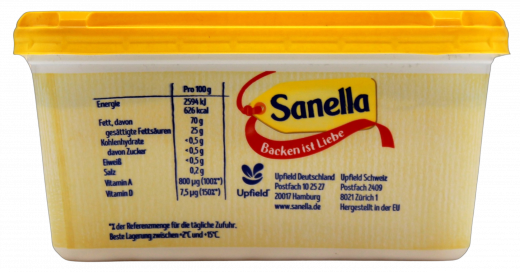 Pro 100g
Energie 2594 kJ
626 kcal
Fett, davon 70 g
gesättigte Fettsäuren 25 g
Kohlenhydrate <0,5 g
davon Zucker <0,5 g
Eiweiß <0,5 g
Salz 0,2 g
Vitamin A 800 µg (100%*)
Vitamin D 7,5 µg (150%*)
*% der Referenzmenge für die tägliche Zufuhr.
Beste Lagerung zwischen +2°C und +15°C.
Sanella
Backen ist Liebe
Upfield
Upfield Deutschland
Postfach 10 25 27
20017 Hamburg
www.sanella.de
Upfield Schweiz
Postfach 2409
8021 Zürich 1
Hergestellt in der EU